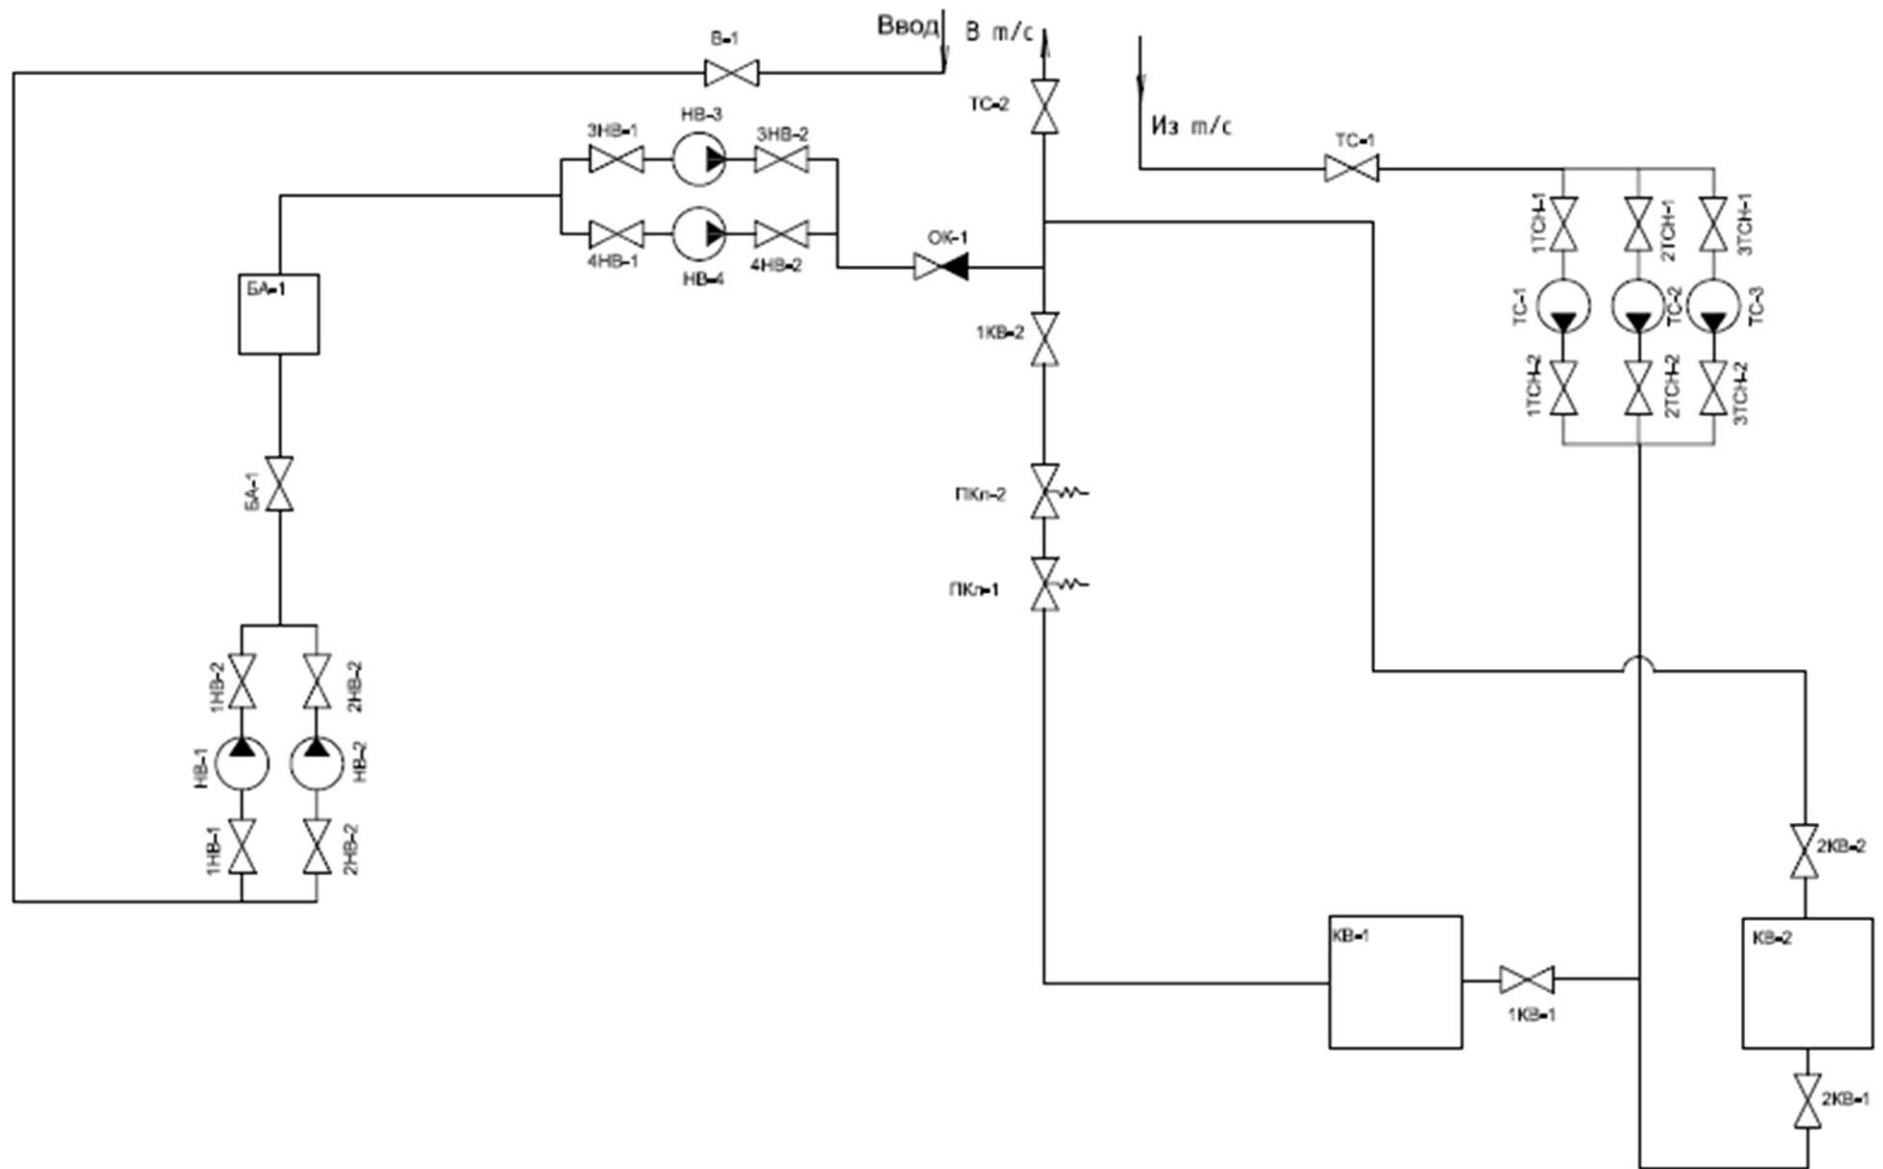 Ввод
В т/с
В-1
ТС-2
НВ-3
3НВ-1
3НВ-2
Из т/с
ТС-1
1ТСН-1
2ТСН-1
3ТСН-1
ОК-1
4НВ-1
НВ-4
4НВ-2
БА-1
ТС-1
ТС-2
ТС-3
1КВ-2
1ТСН-2
2ТСН-2
3ТСН-2
БА-1
ПКл-2
ПКл-1
1НВ-2
2НВ-2
НВ-1
НВ-2
1НВ-1
2НВ-2
2КВ-2
КВ-1
КВ-2
1КВ-1
2КВ-1